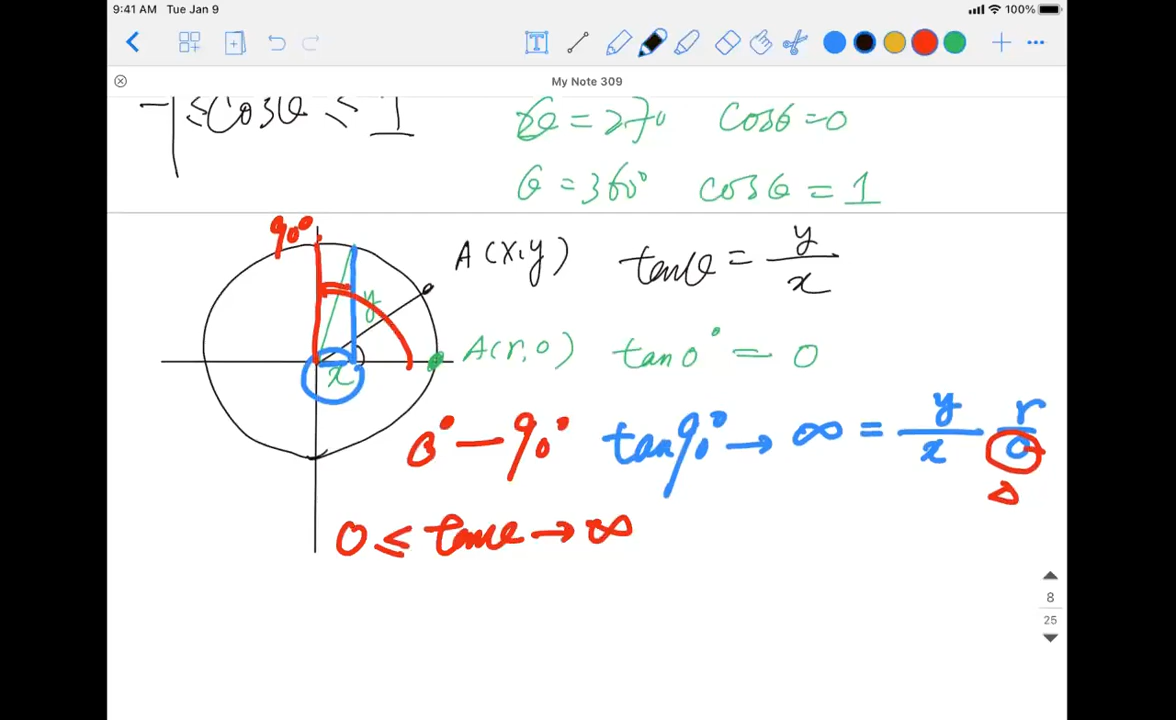 9:41 AM Tue Jan 9 100%
My Note 309
-1 ≤ cosθ ≤ 1
θ = 270 cosθ = 0
θ = 360° cosθ = 1
90°
A(x,y) tanθ = y/x
y
A(r,0) tan0° = 0
x
0° — 90° tan90° → ∞ = y/x r/0
0 ≤ tanθ → ∞
8
25